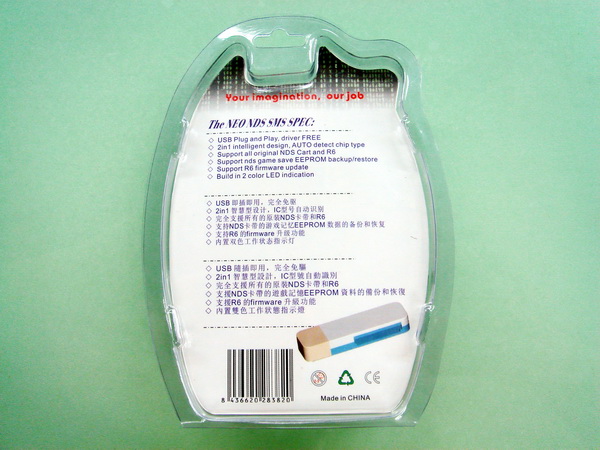 Your imagination, our job
The NEO NDS SMS SPEC:
◇ USB Plug and Play, driver FREE
◇ 2in1 intelligent design, AUTO detect chip type
◇ Support all original NDS Cart and R6
◇ Support nds game save EEPROM backup/restore
◇ Support R6 firmware update
◇ Build in 2 color LED indication
◇ USB 即插即用，完全免驱
◇ 2in1 智慧型设计，IC型号自动识别
◇ 完全支援所有的原装NDS卡带和R6
◇ 支持NDS卡带的游戏记忆EEPROM 数据的备份和恢复
◇ 支持R6 的firmware 升级功能
◇ 内置双色工作状态指示灯
◇ USB 隨插即用，完全免驅
◇ 2in1 智慧型設計，IC型號自動識別
◇ 完全支援所有的原裝NDS卡帶和R6
◇ 支援NDS卡帶的遊戲記憶EEPROM 資料的備份和恢復
◇ 支援R6 的firmware 升級功能
◇ 內置雙色工作狀態指示燈
8 436620 283820
CE
Made in CHINA